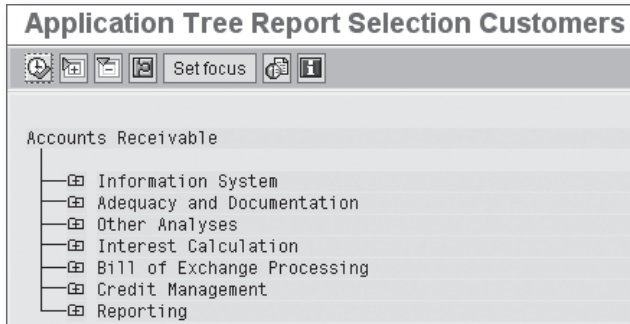 Application Tree Report Selection Customers
Set focus
Accounts Receivable
Information System
Adequacy and Documentation
Other Analyses
Interest Calculation
Bill of Exchange Processing
Credit Management
Reporting